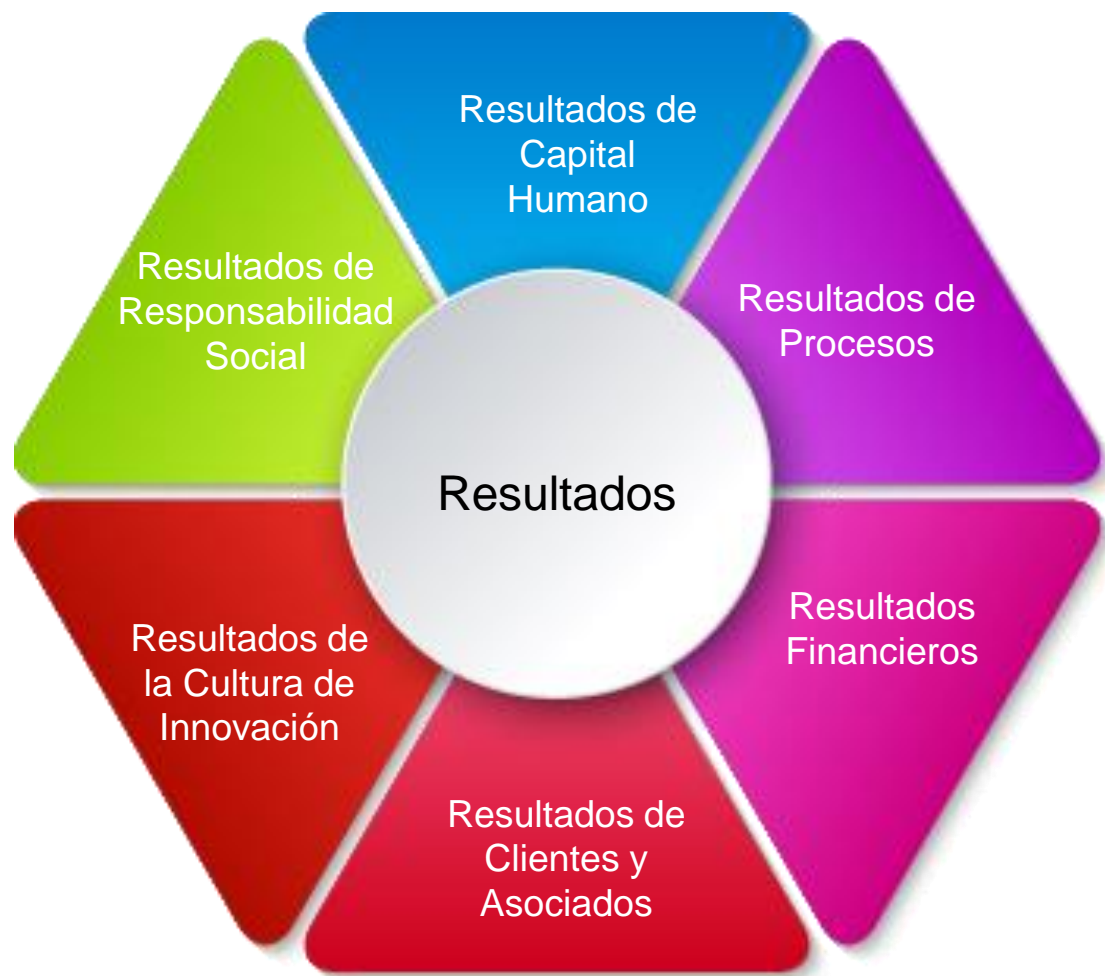 Resultados de
Capital
Humano
Resultados de
Procesos
Resultados
Financieros
Resultados de
Clientes y
Asociados
Resultados de
la Cultura de
Innovación
Resultados de
Responsabilidad
Social
Resultados